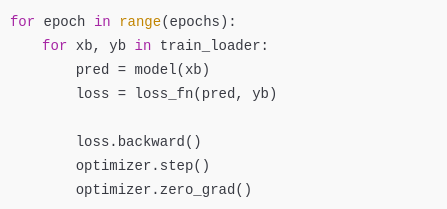 for epoch in range(epochs):
    for xb, yb in train_loader:
        pred = model(xb)
        loss = loss_fn(pred, yb)

        loss.backward()
        optimizer.step()
        optimizer.zero_grad()